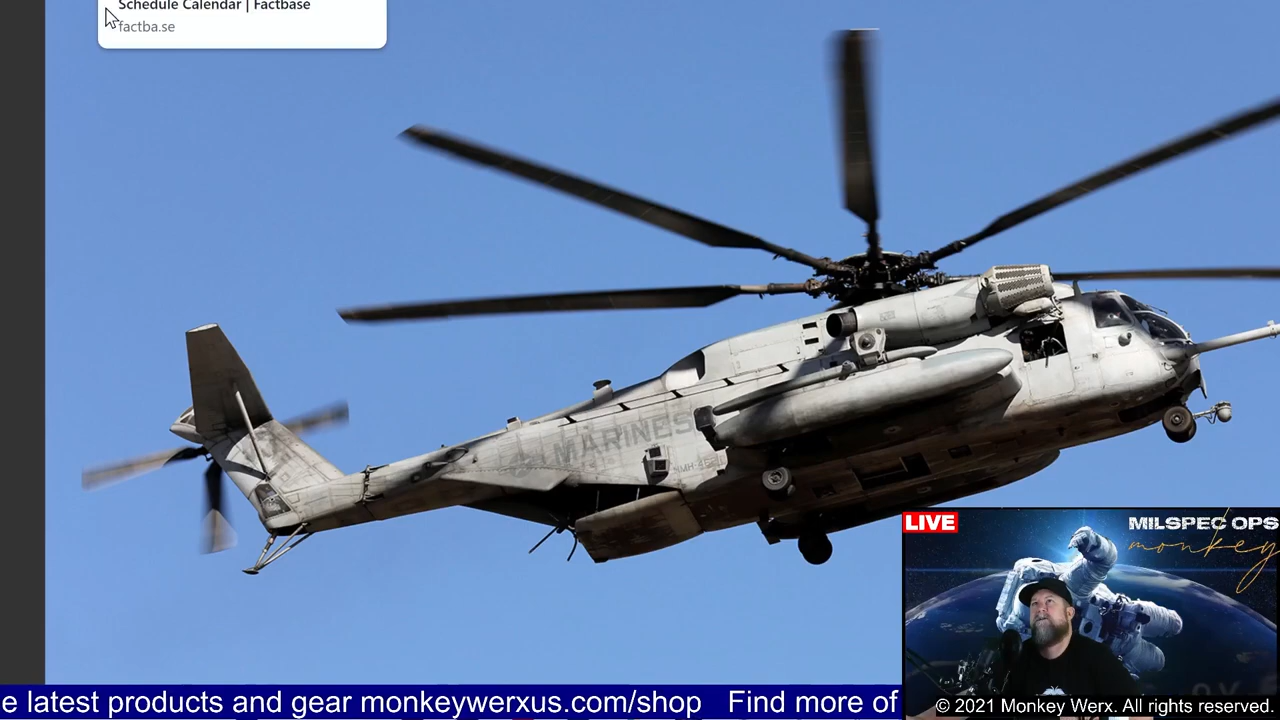 Schedule Calendar | Factbase
factba.se
MARINES
LIVE
MILSPEC OPS
monkey
e latest products and gear monkeywerxus.com/shop Find more of
© 2021 Monkey Werx. All rights reserved.